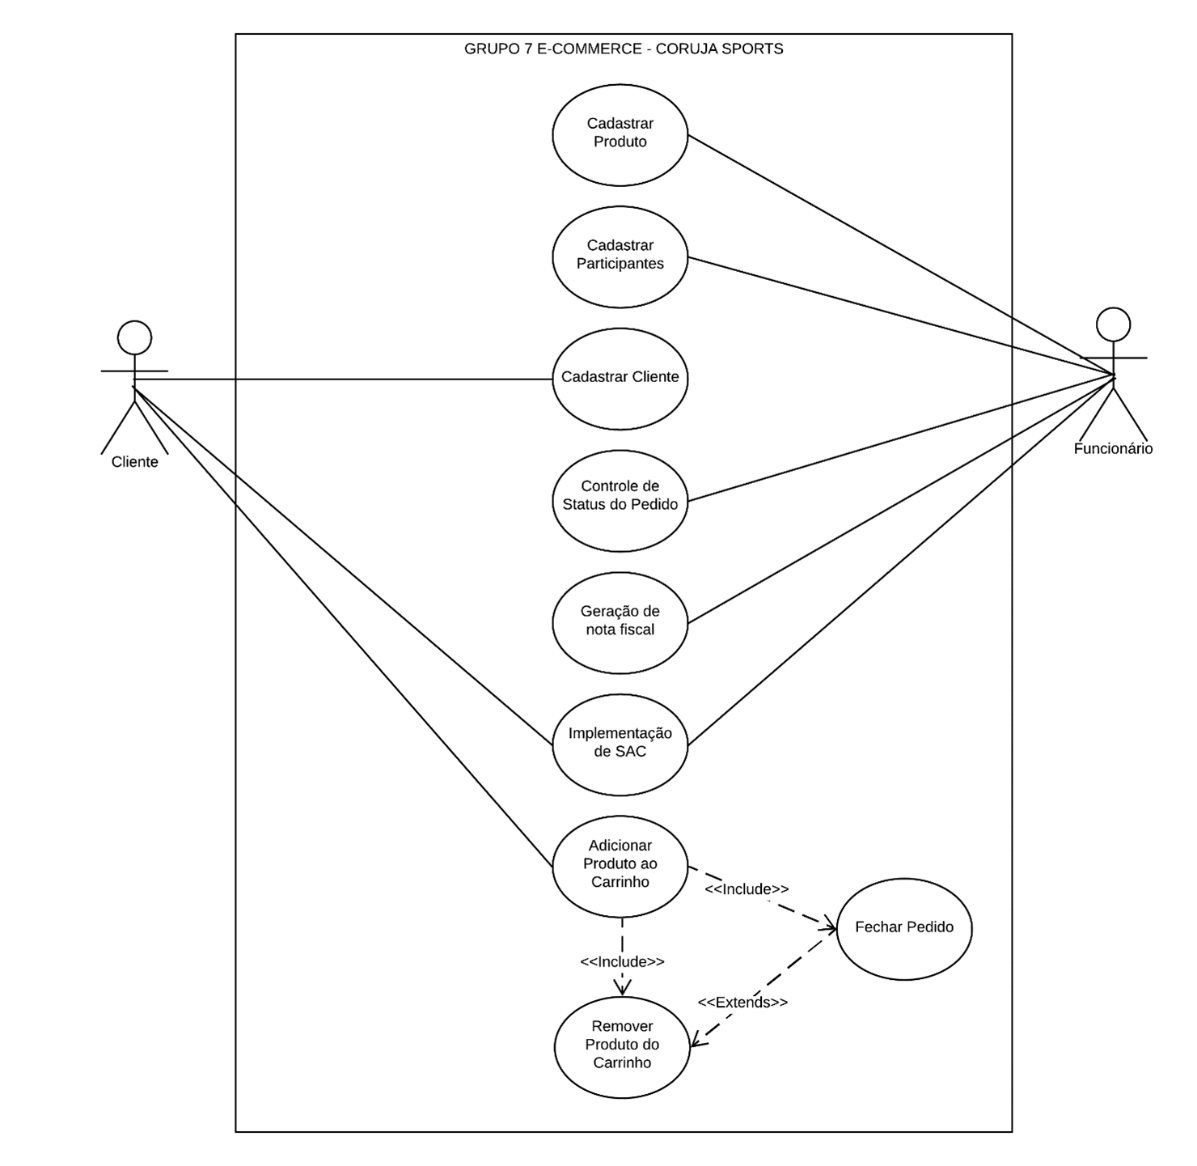 GRUPO 7 E-COMMERCE - CORUJA SPORTS
Cadastrar
Produto
Cadastrar
Participantes
Cadastrar Cliente
Cliente
Funcionário
Controle de
Status do Pedido
Geração de
nota fiscal
Implementação
de SAC
Adicionar
Produto ao
Carrinho
<<Include>>
Fechar Pedido
<<Include>>
<<Extends>>
Remover
Produto do
Carrinho